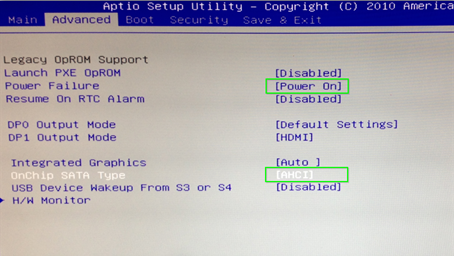 Aptio Setup Utility - Copyright (C) 2010 America
Main Advanced Boot Security Save & Exit
Legacy OpROM Support
Launch PXE OpROM [Disabled]
Power Failure [Power On]
Resume On RTC Alarm [Disabled]
DP0 Output Mode [Default Settings]
DP1 Output Mode [HDMI]
Integrated Graphics [Auto ]
OnChip SATA Type [AHCI]
USB Device Wakeup From S3 or S4 [Disabled]
H/W Monitor